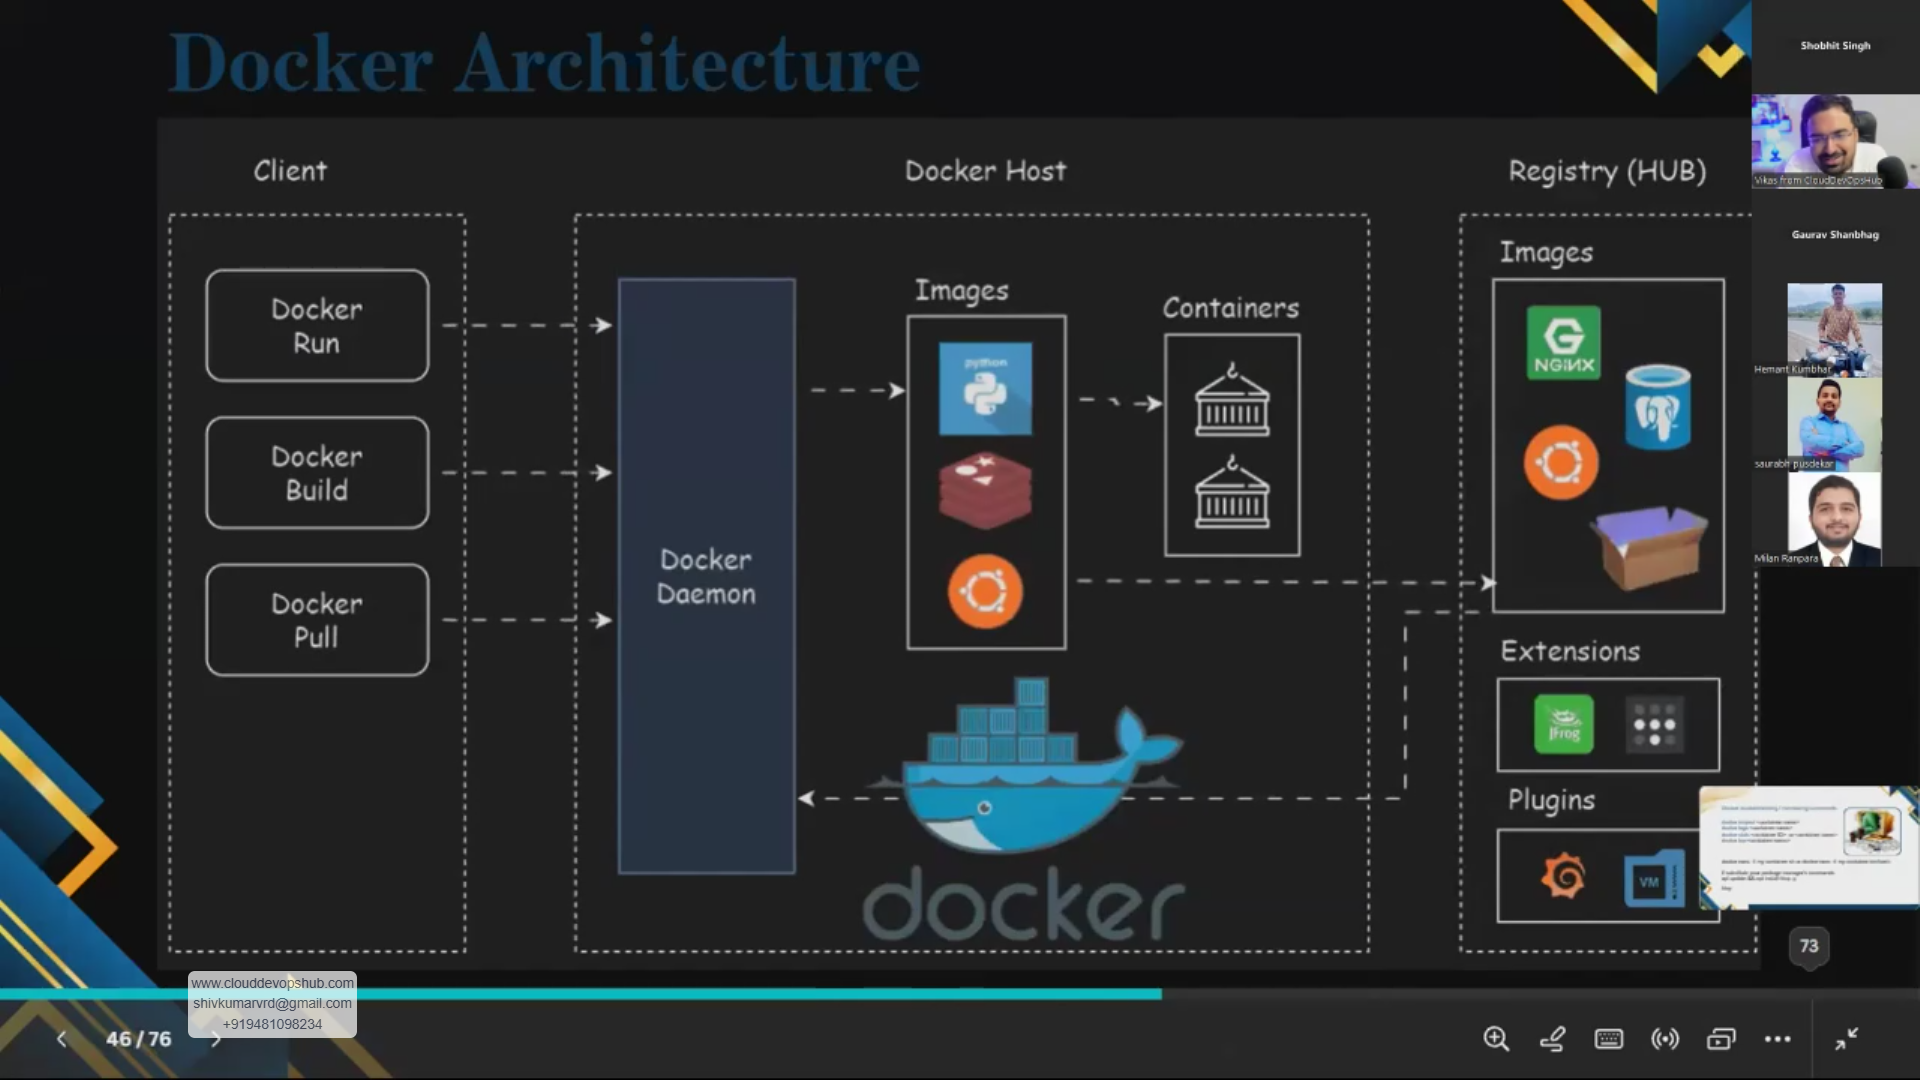 Docker Architecture
Client
Docker Host
Registry (HUB)
Docker
Run
Docker
Build
Docker
Pull
Docker
Daemon
Images
python
Containers
docker
Images
NGINX
Extensions
JFrog
Plugins
VM
Shobhit Singh
Vikas from CloudDevOpsHub
Gaurav Shanbhag
Hemant Kumbhar
saurabh pusdekar
Milan Ranpara
73
www.clouddevopshub.com
shivkumarvrd@gmail.com
+919481098234
46 / 76